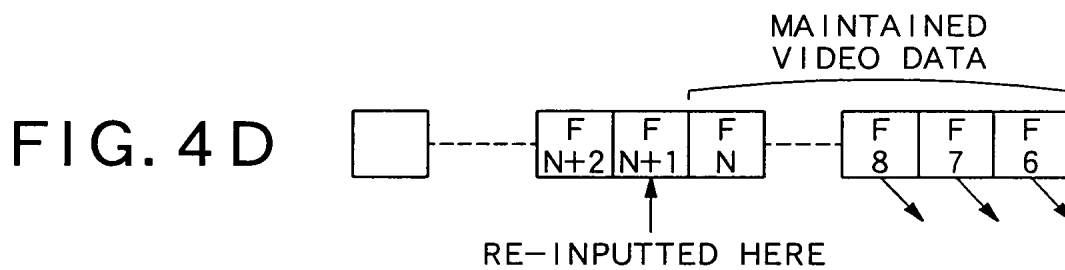 MAINTAINED
VIDEO DATA
FIG. 4D
F F F F F F
N+2 N+1 N 8 7 6
RE-INPUTTED HERE